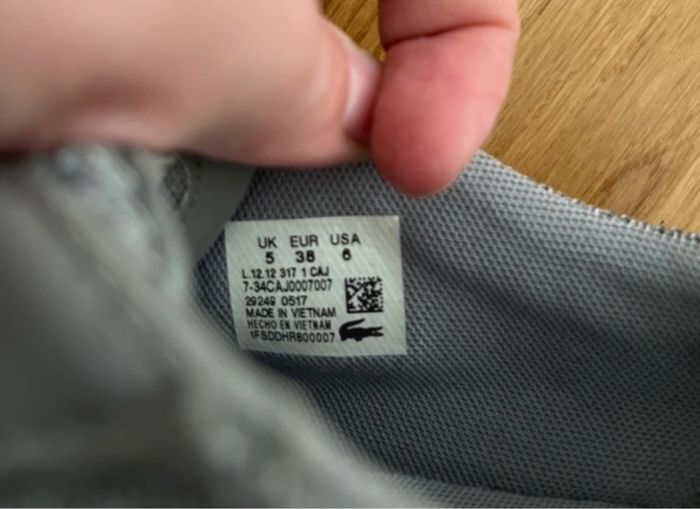 UK EUR USA
5 38 6
L.12.12 317 1 CAJ
7-34CAJ0007007
29249 0517
MADE IN VIETNAM
HECHO EN VIETNAM
1FSDDHR800007